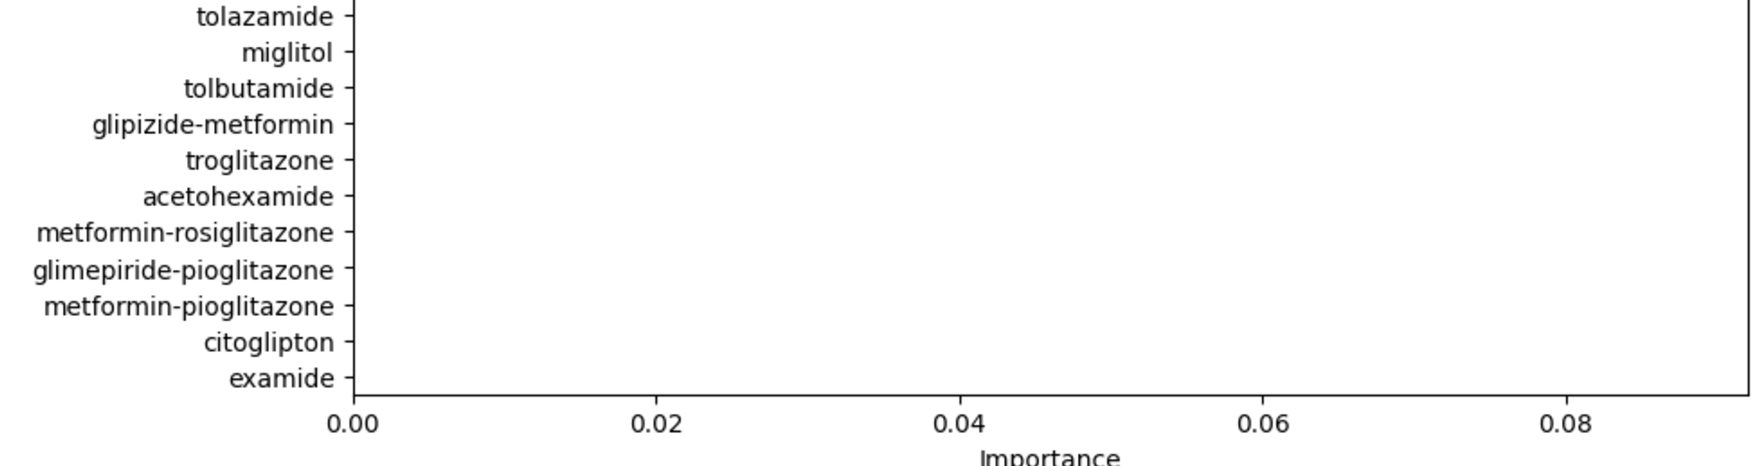 tolazamide
miglitol
tolbutamide
glipizide-metformin
troglitazone
acetohexamide
metformin-rosiglitazone
glimepiride-pioglitazone
metformin-pioglitazone
citoglipton
examide
0.00 0.02 0.04 0.06 0.08
Importance